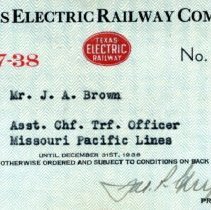 S ELECTRIC RAILWAY COM
7-38
TEXAS
ELECTRIC
RAILWAY
No.
Mr. J. A. Brown
Asst. Chf. Trf. Officer
Missouri Pacific Lines
UNTIL DECEMBER 31ST, 1938
OTHERWISE ORDERED AND SUBJECT TO CONDITIONS ON BACK
PR